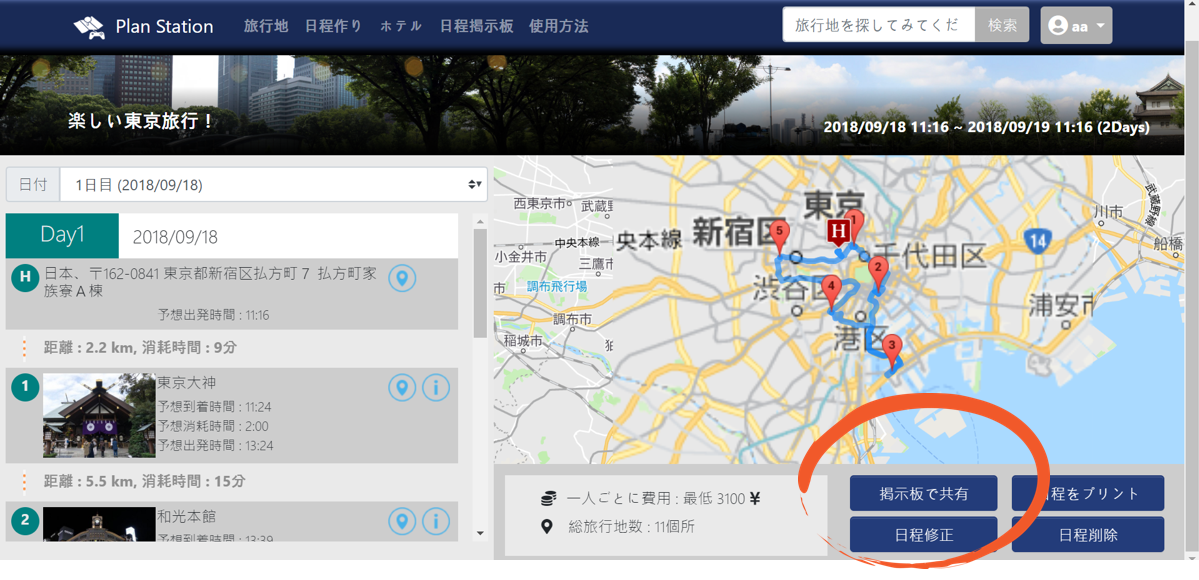 Plan Station
旅行地 日程作り ホテル 日程掲示板 使用方法
旅行地を探してみてくだ
検索
aa
楽しい東京旅行！
2018/09/18 11:16 ~ 2018/09/19 11:16 (2Days)
日付
1日目 (2018/09/18)
Day1
2018/09/18
H
日本、〒162-0841 東京都新宿区払方町７ 払方町家
族寮Ａ棟
予想出発時間 : 11:16
距離 : 2.2 km, 消耗時間 : 9分
1
東京大神
予想到着時間 : 11:24
予想消耗時間 : 2:00
予想出発時間 : 13:24
距離 : 5.5 km, 消耗時間 : 15分
2
和光本館
予想到着時間 : 13:39
西東京市
武蔵野
中央本線
央本線
小金井市
三鷹市
市
調布飛行場
調布市
稲城市
新宿区
東京
千代田区
渋谷区
港区
H
1
2
3
4
5
14
川市
武蔵野線
船橋
浦安市
一人ごとに費用 : 最低 3100 ¥
総旅行地数 : 11個所
掲示板で共有
日程をプリント
日程修正
日程削除